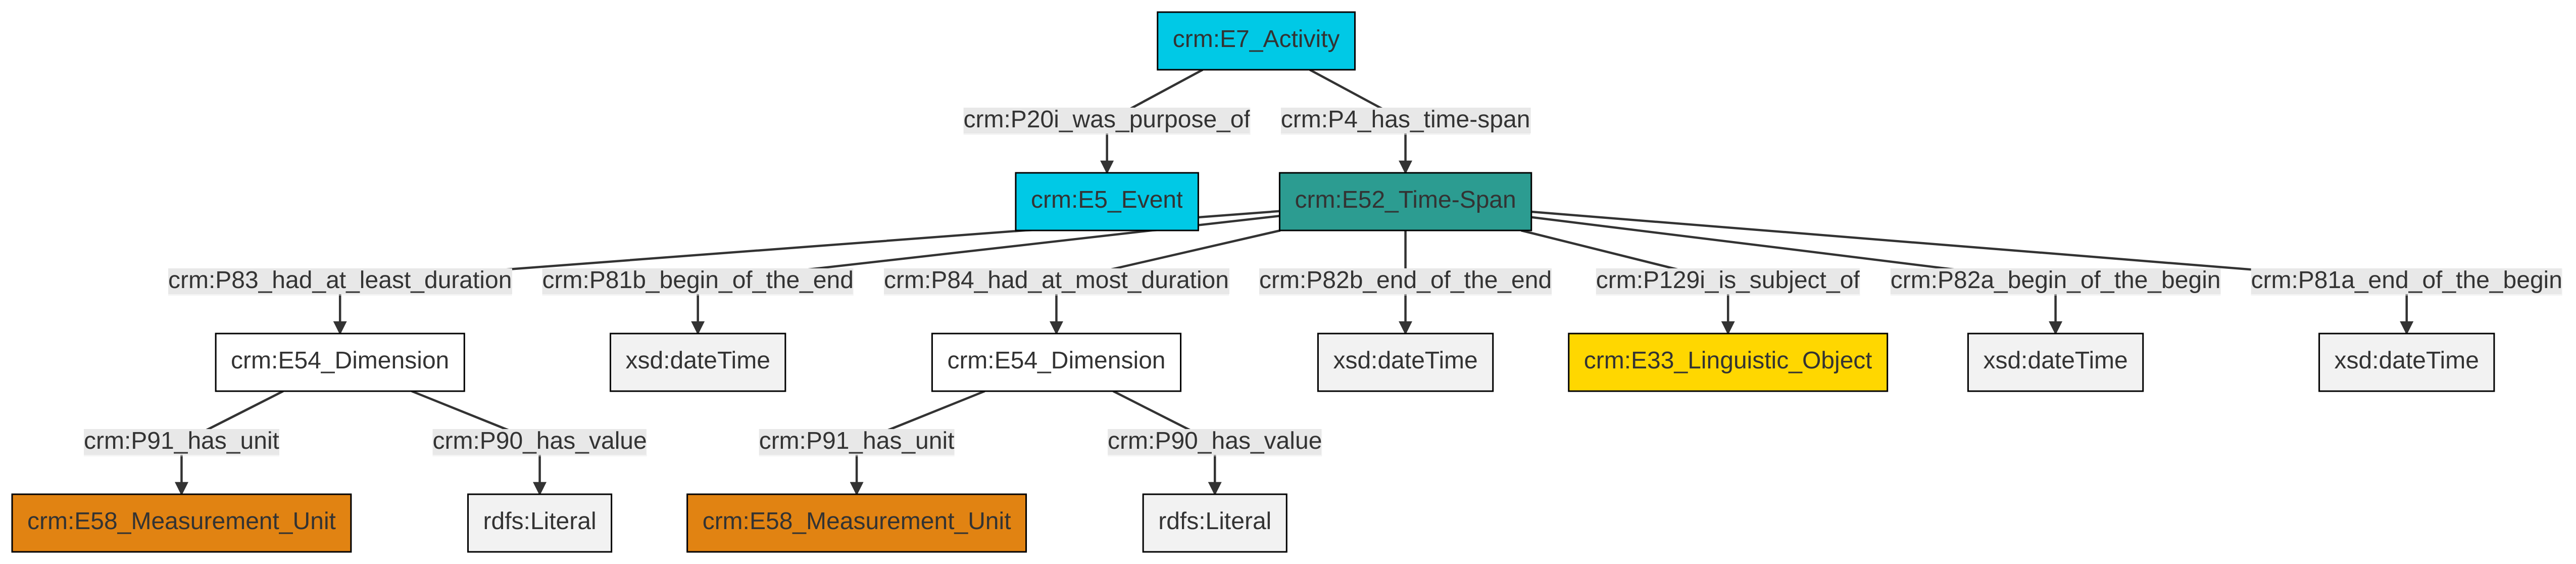 crm:E7_Activity
crm:P20i_was_purpose_of
crm:P4_has_time-span
crm:E5_Event
crm:E52_Time-Span
crm:P83_had_at_least_duration
crm:P81b_begin_of_the_end
crm:P84_had_at_most_duration
crm:P82b_end_of_the_end
crm:P129i_is_subject_of
crm:P82a_begin_of_the_begin
crm:P81a_end_of_the_begin
crm:E54_Dimension
xsd:dateTime
crm:E54_Dimension
xsd:dateTime
crm:E33_Linguistic_Object
xsd:dateTime
xsd:dateTime
crm:P91_has_unit
crm:P90_has_value
crm:P91_has_unit
crm:P90_has_value
crm:E58_Measurement_Unit
rdfs:Literal
crm:E58_Measurement_Unit
rdfs:Literal